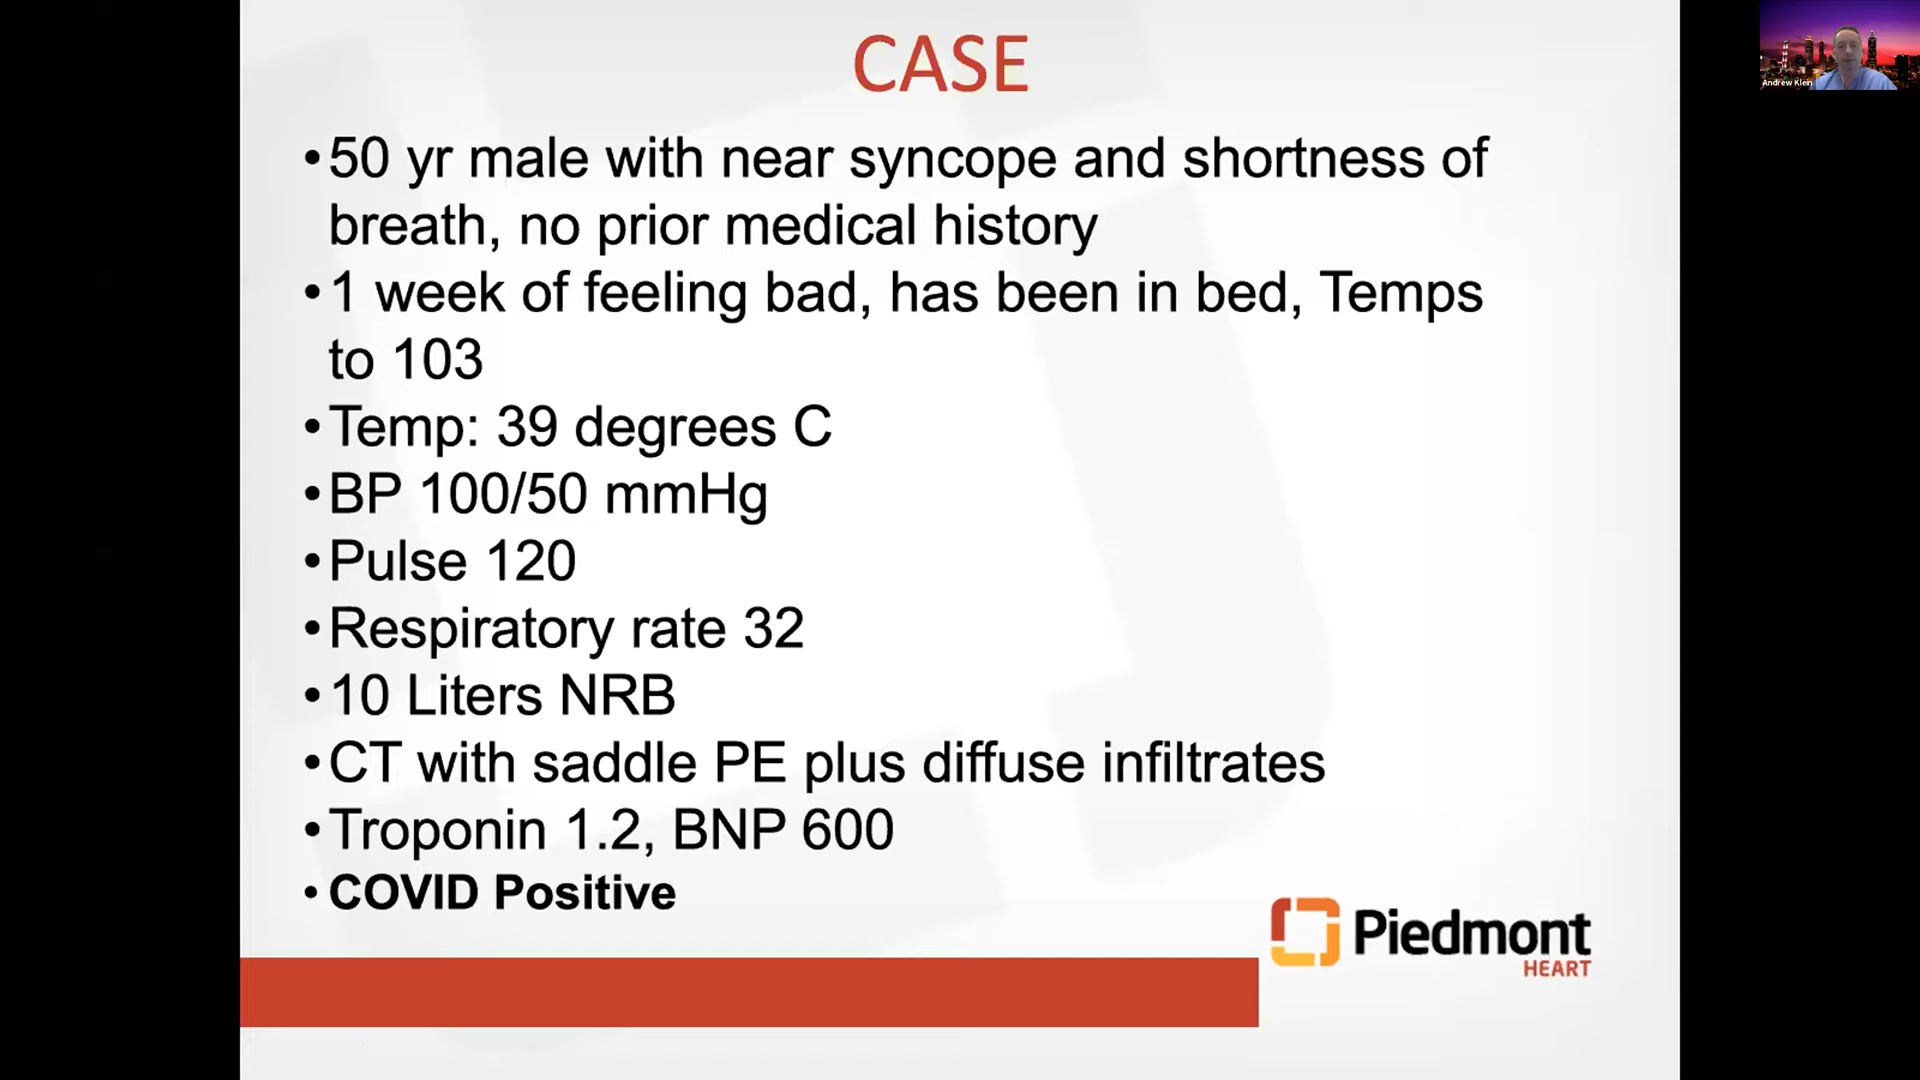 CASE
Andrew Klein
•50 yr male with near syncope and shortness of
breath, no prior medical history
•1 week of feeling bad, has been in bed, Temps
to 103
•Temp: 39 degrees C
•BP 100/50 mmHg
•Pulse 120
•Respiratory rate 32
•10 Liters NRB
•CT with saddle PE plus diffuse infiltrates
•Troponin 1.2, BNP 600
•COVID Positive
Piedmont
HEART